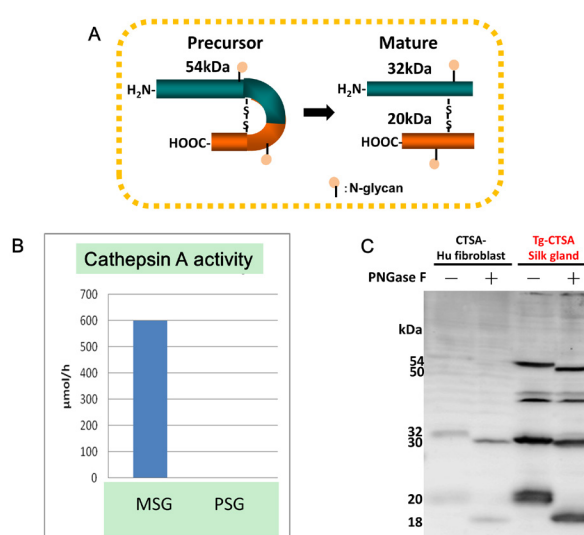 A
Precursor
Mature
54kDa
32kDa
H₂N-
H₂N-
S
S
S
S
20kDa
HOOC-
HOOC-
: N-glycan
B
Cathepsin A activity
700
600
500
400
300
200
100
0
μmol/h
MSG PSG
C
CTSA-
Hu fibroblast
Tg-CTSA
Silk gland
PNGase F − + − +
kDa
54
50
32
30
20
18